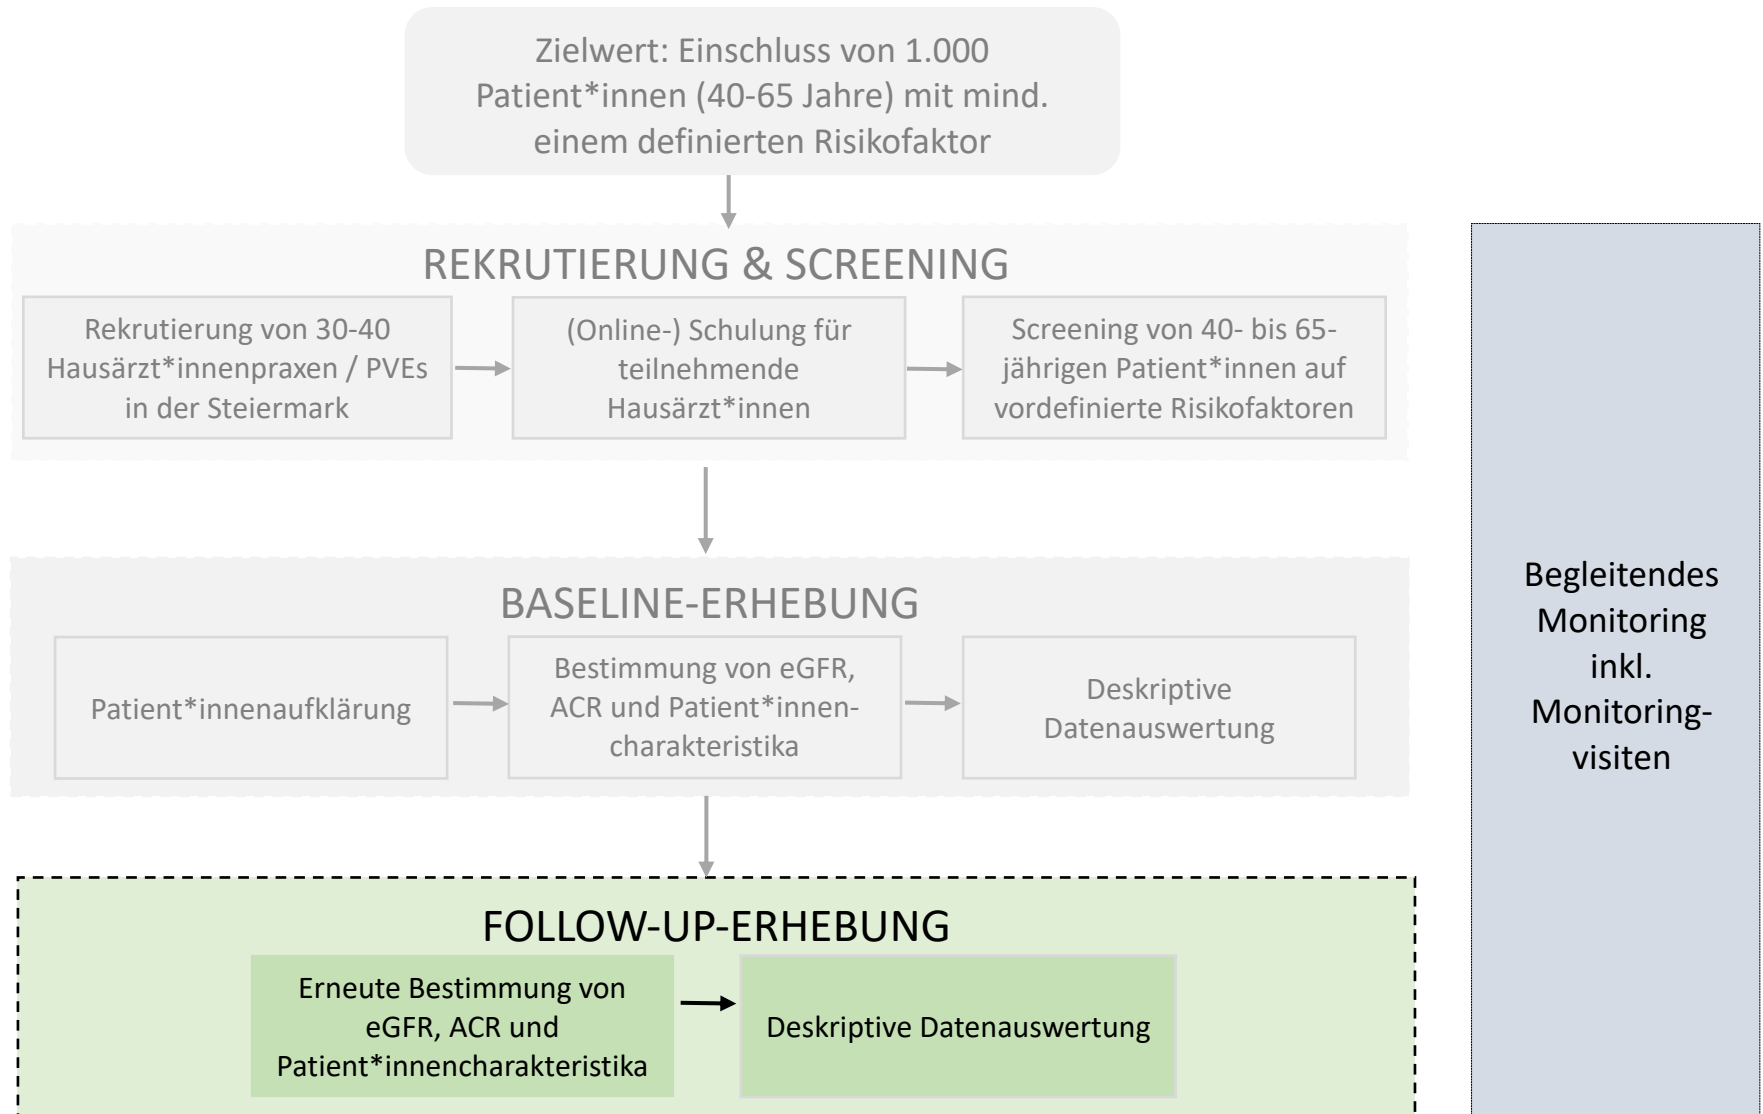 Zielwert: Einschluss von 1.000
Patient*innen (40-65 Jahre) mit mind.
einem definierten Risikofaktor
REKRUTIERUNG & SCREENING
Rekrutierung von 30-40
Hausärzt*innenpraxen / PVEs
in der Steiermark
(Online-) Schulung für
teilnehmende
Hausärzt*innen
Screening von 40- bis 65-
jährigen Patient*innen auf
vordefinierte Risikofaktoren
BASELINE-ERHEBUNG
Patient*innenaufklärung
Bestimmung von eGFR,
ACR und Patient*innen-
charakteristika
Deskriptive
Datenauswertung
FOLLOW-UP-ERHEBUNG
Erneute Bestimmung von
eGFR, ACR und
Patient*innencharakteristika
Deskriptive Datenauswertung
Begleitendes
Monitoring
inkl.
Monitoring-
visiten